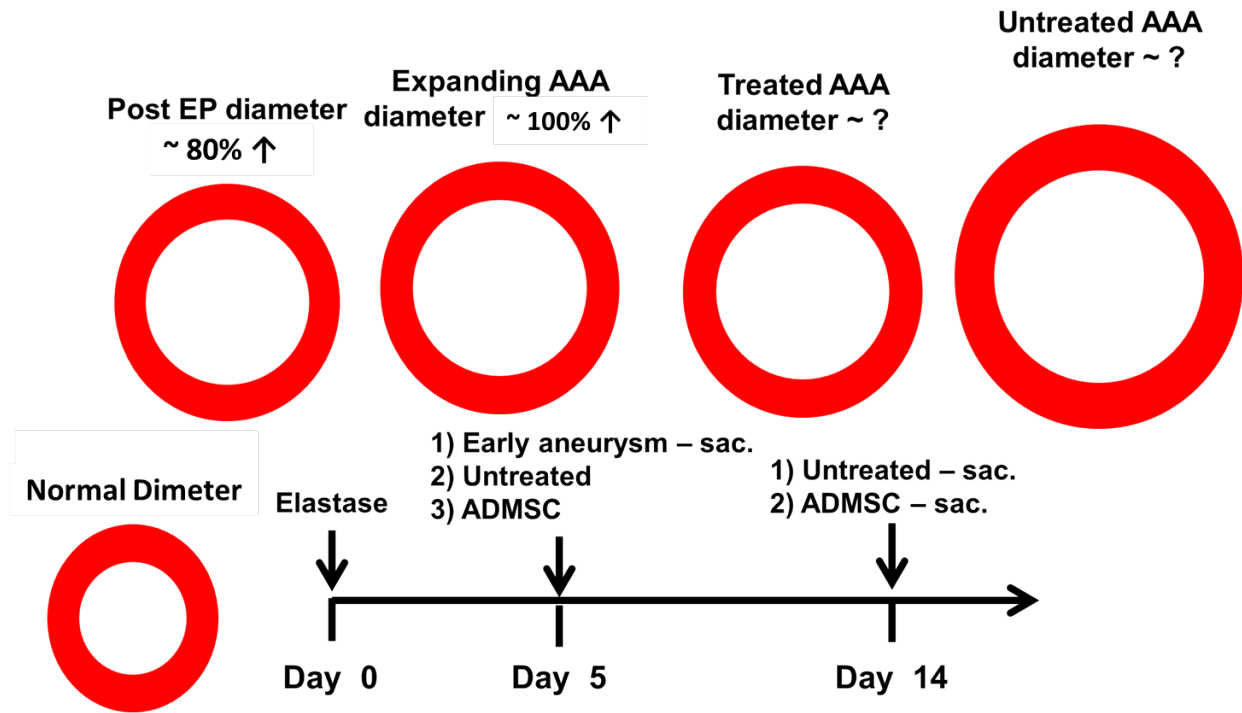 Untreated AAA
diameter ~ ?
Expanding AAA
diameter ~ 100% ↑
Treated AAA
diameter ~ ?
Post EP diameter
~ 80% ↑
Normal Dimeter
Elastase
1) Early aneurysm – sac.
2) Untreated
3) ADMSC
1) Untreated – sac.
2) ADMSC – sac.
Day 0
Day 5
Day 14